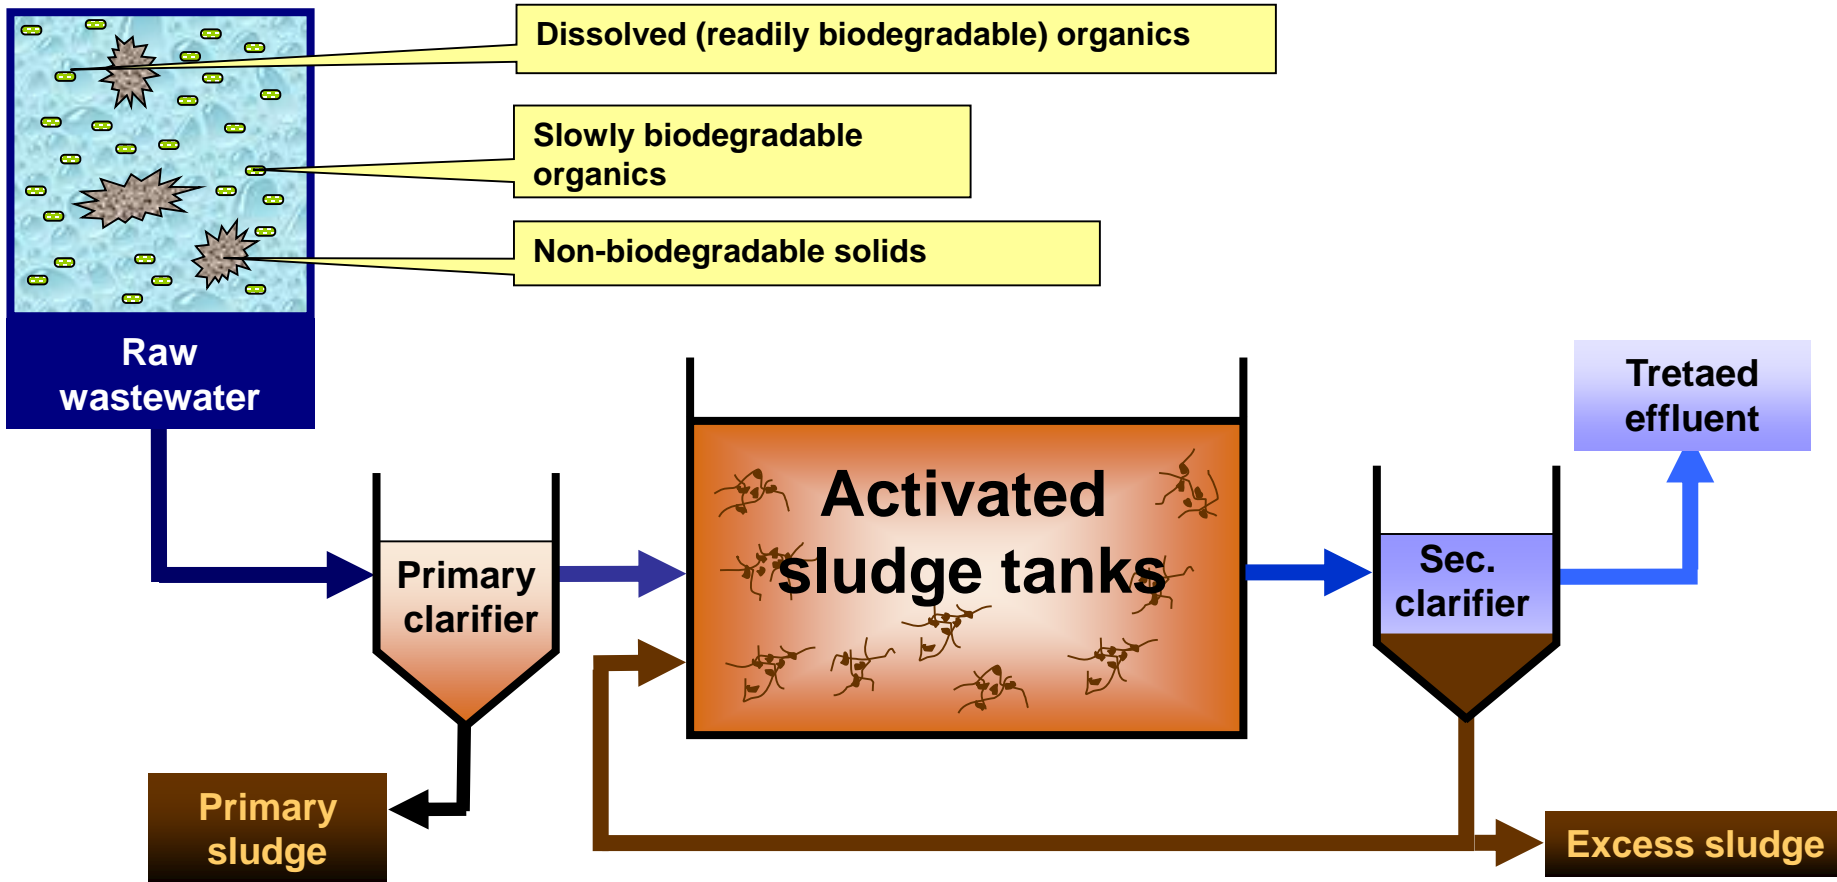 Dissolved (readily biodegradable) organics
Slowly biodegradable
organics
Non-biodegradable solids
Raw
wastewater
Primary
clarifier
Activated
sludge tanks
Sec.
clarifier
Tretaed
effluent
Primary
sludge
Excess sludge